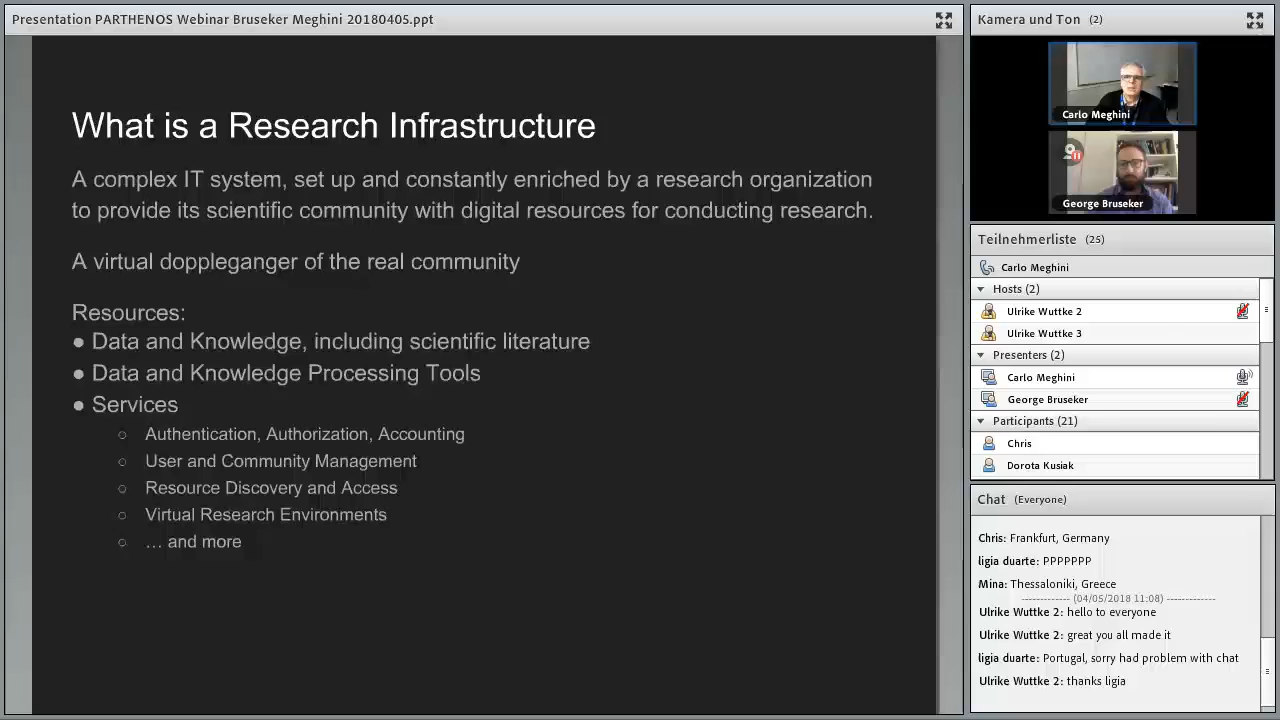 Presentation PARTHENOS Webinar Bruseker Meghini 20180405.ppt
What is a Research Infrastructure
A complex IT system, set up and constantly enriched by a research organization
to provide its scientific community with digital resources for conducting research.
A virtual doppleganger of the real community
Resources:
● Data and Knowledge, including scientific literature
● Data and Knowledge Processing Tools
● Services
○ Authentication, Authorization, Accounting
○ User and Community Management
○ Resource Discovery and Access
○ Virtual Research Environments
○ … and more
Kamera und Ton (2)
Carlo Meghini
George Bruseker
Teilnehmerliste (25)
Carlo Meghini
Hosts (2)
Ulrike Wuttke 2
Ulrike Wuttke 3
Presenters (2)
Carlo Meghini
George Bruseker
Participants (21)
Chris
Dorota Kusiak
Chat (Everyone)
Chris: Frankfurt, Germany
ligia duarte: PPPPPPP
Mina: Thessaloniki, Greece
------------- (04/05/2018 11:08) -------------
Ulrike Wuttke 2: hello to everyone
Ulrike Wuttke 2: great you all made it
ligia duarte: Portugal, sorry had problem with chat
Ulrike Wuttke 2: thanks ligia